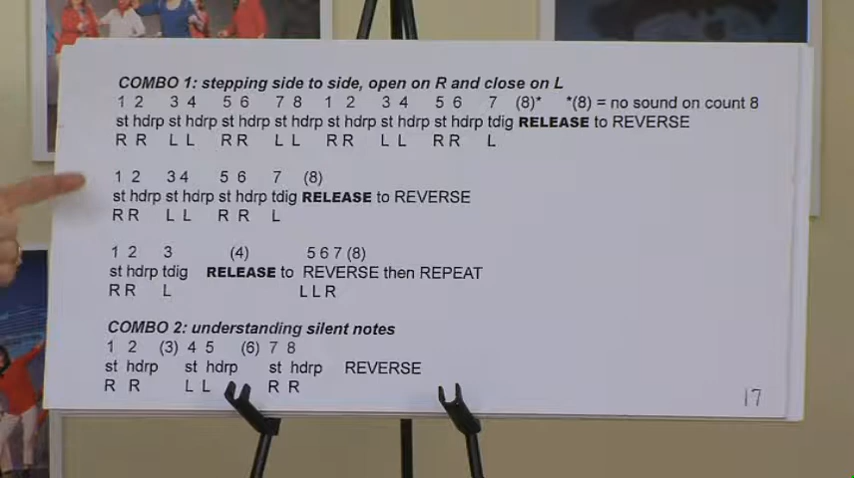 COMBO 1: stepping side to side, open on R and close on L
1 2 3 4 5 6 7 8 1 2 3 4 5 6 7 (8)* *(8) = no sound on count 8
st hdrp st hdrp st hdrp st hdrp st hdrp st hdrp st hdrp tdig RELEASE to REVERSE
R R L L R R L L R R L L R R L
1 2 3 4 5 6 7 (8)
st hdrp st hdrp st hdrp tdig RELEASE to REVERSE
R R L L R R L
1 2 3 (4) 5 6 7 (8)
st hdrp tdig RELEASE to REVERSE then REPEAT
R R L L L R
COMBO 2: understanding silent notes
1 2 (3) 4 5 (6) 7 8
st hdrp st hdrp st hdrp REVERSE
R R L L R R
17